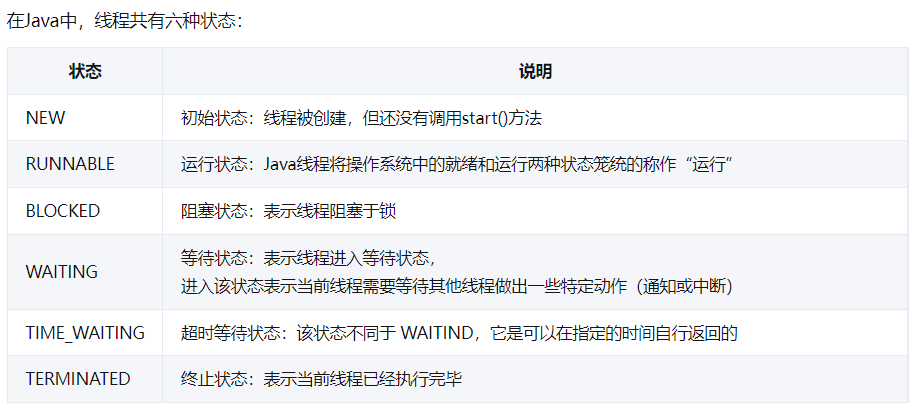 在Java中，线程共有六种状态：
状态 说明
NEW 初始状态：线程被创建，但还没有调用start()方法
RUNNABLE 运行状态：Java线程将操作系统中的就绪和运行两种状态笼统的称作“运行”
BLOCKED 阻塞状态：表示线程阻塞于锁
WAITING 等待状态：表示线程进入等待状态，
进入该状态表示当前线程需要等待其他线程做出一些特定动作（通知或中断）
TIME_WAITING 超时等待状态：该状态不同于 WAITIND，它是可以在指定的时间自行返回的
TERMINATED 终止状态：表示当前线程已经执行完毕